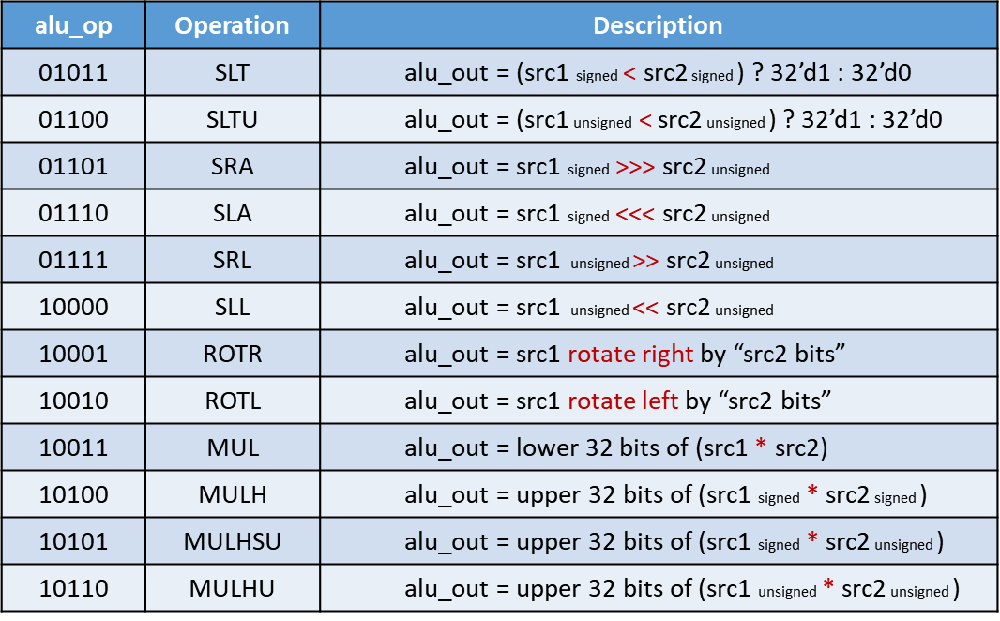 alu_op Operation Description
01011 SLT alu_out = (src1 signed < src2 signed ) ? 32’d1 : 32’d0
01100 SLTU alu_out = (src1 unsigned < src2 unsigned ) ? 32’d1 : 32’d0
01101 SRA alu_out = src1 signed >>> src2 unsigned
01110 SLA alu_out = src1 signed <<< src2 unsigned
01111 SRL alu_out = src1 unsigned >> src2 unsigned
10000 SLL alu_out = src1 unsigned << src2 unsigned
10001 ROTR alu_out = src1 rotate right by “src2 bits”
10010 ROTL alu_out = src1 rotate left by “src2 bits”
10011 MUL alu_out = lower 32 bits of (src1 * src2)
10100 MULH alu_out = upper 32 bits of (src1 signed * src2 signed )
10101 MULHSU alu_out = upper 32 bits of (src1 signed * src2 unsigned )
10110 MULHU alu_out = upper 32 bits of (src1 unsigned * src2 unsigned )